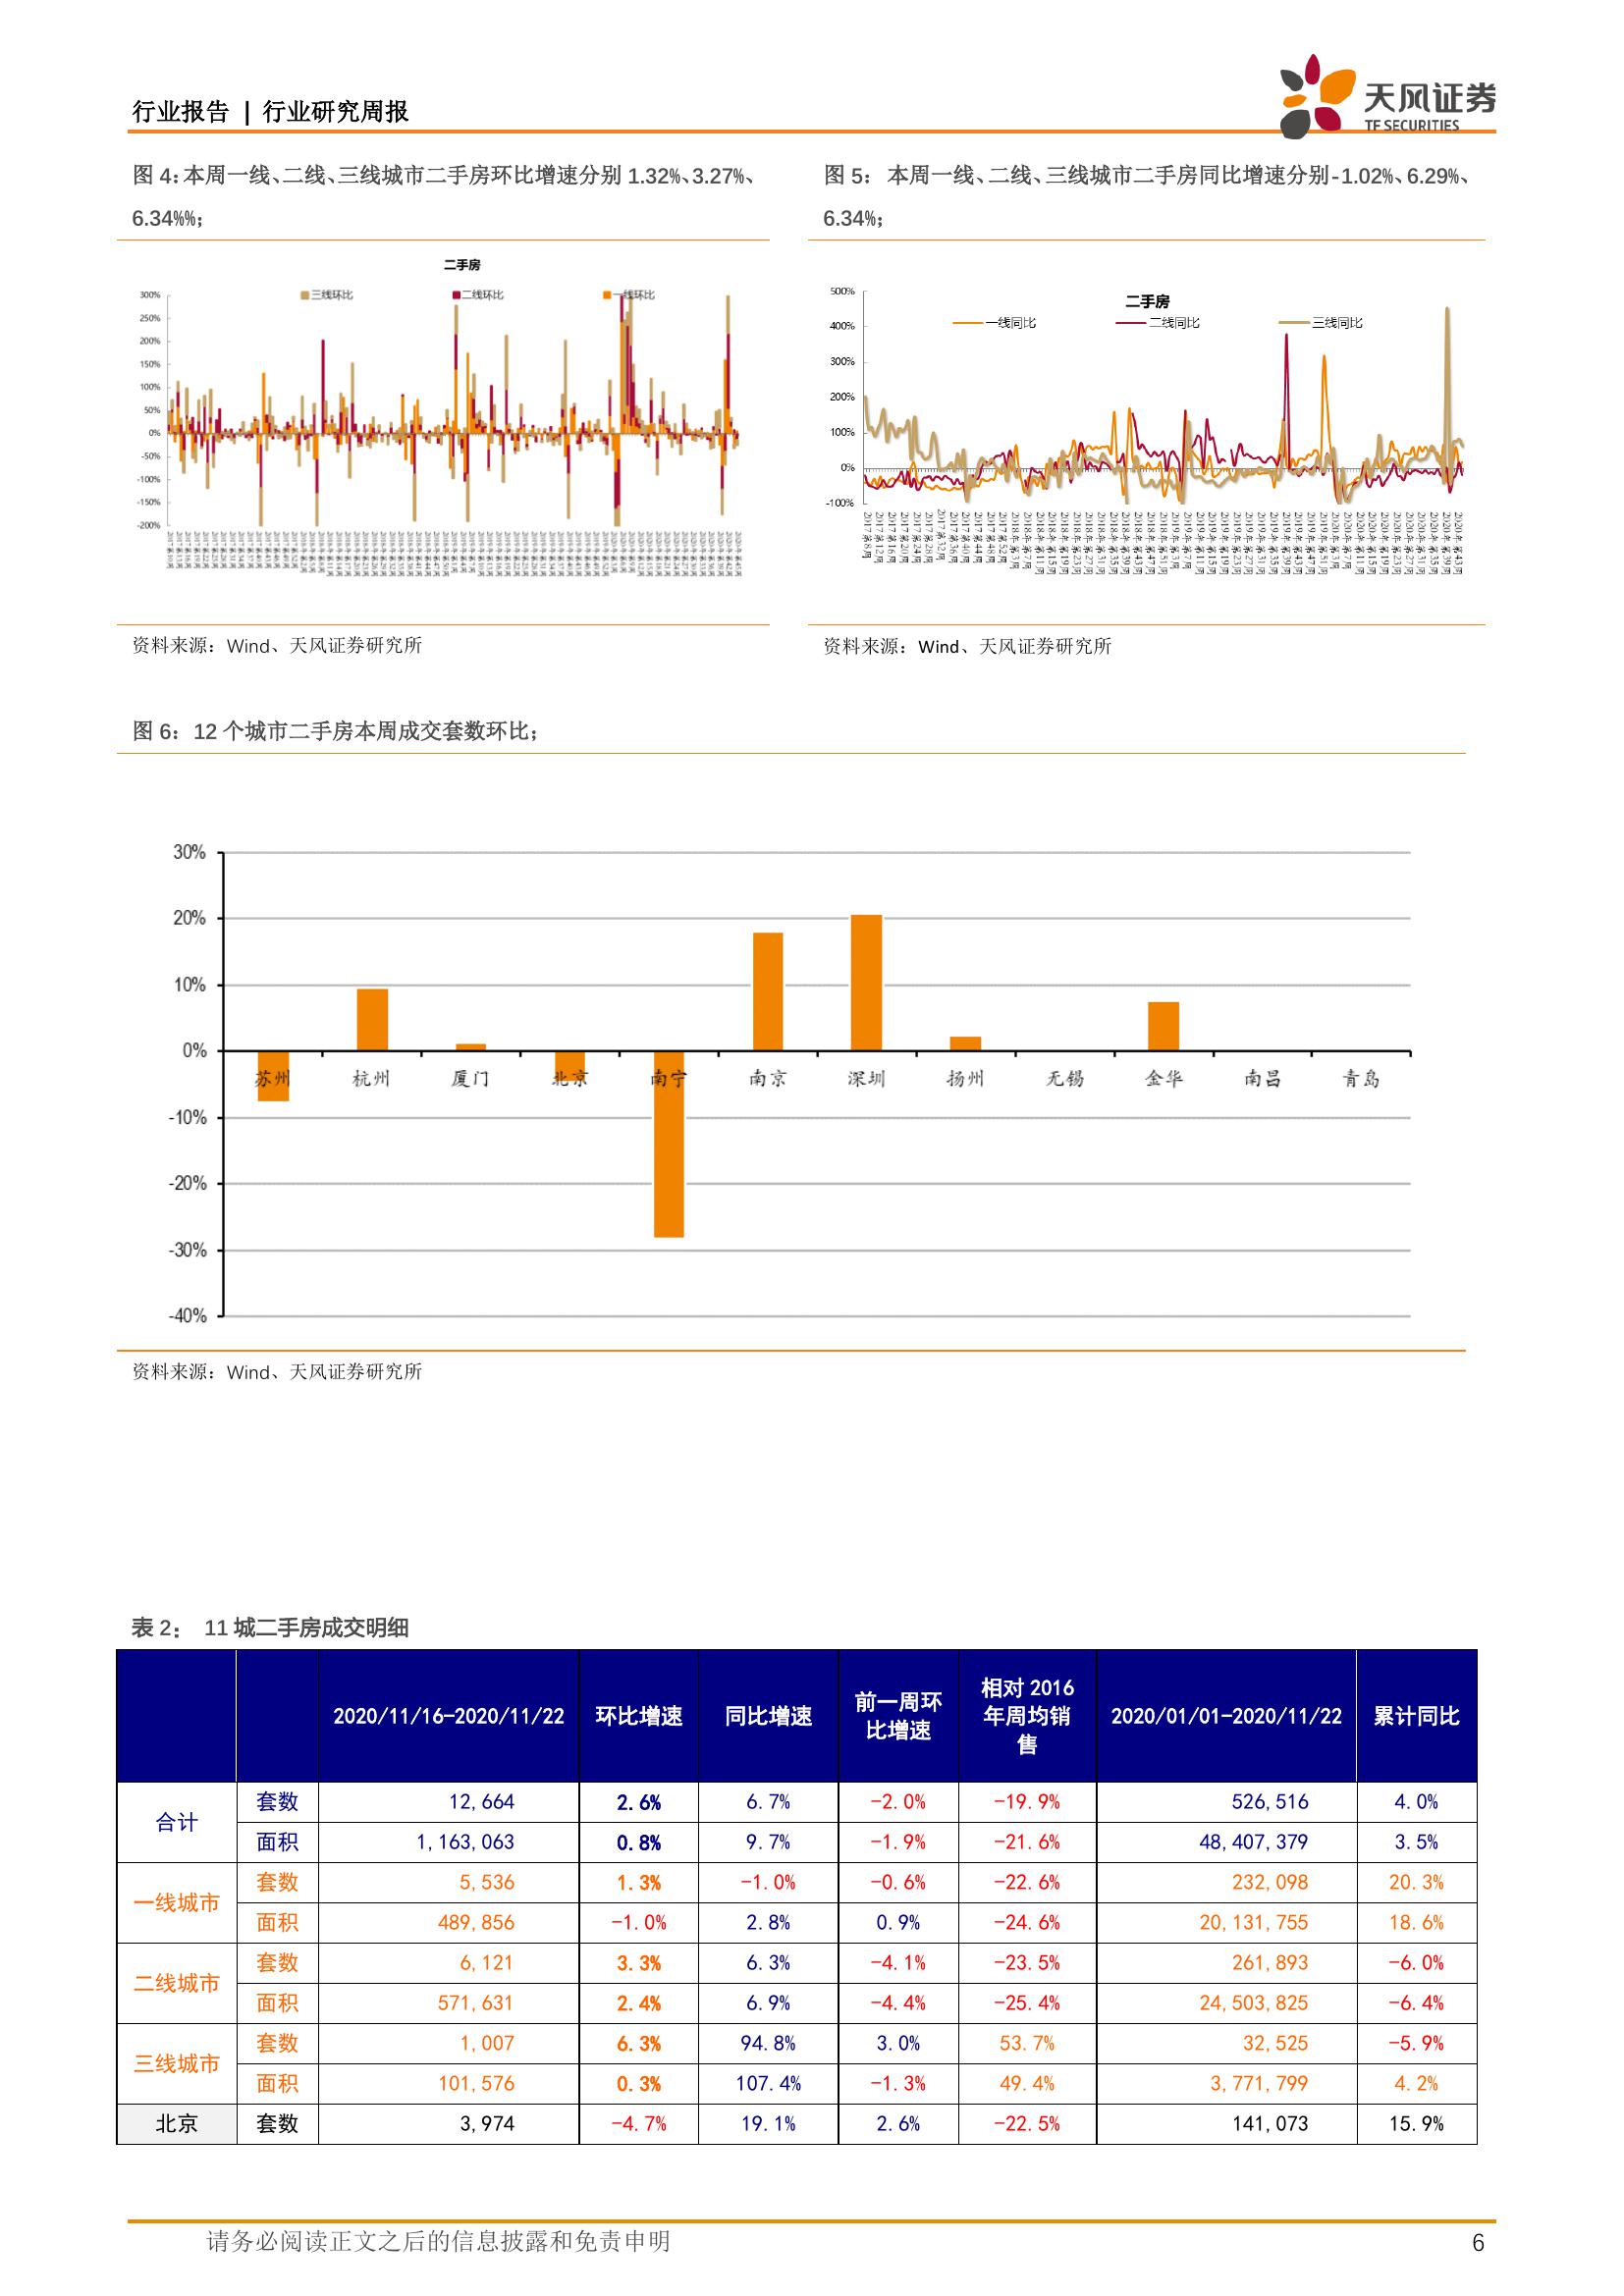 行业报告 | 行业研究周报
天风证券
TF SECURITIES
图 4：本周一线、二线、三线城市二手房环比增速分别 1.32%、3.27%、
6.34%%；
二手房
三线环比 二线环比 一线环比
300%
250%
200%
150%
100%
50%
0%
-50%
-100%
-150%
-200%
资料来源：Wind、天风证券研究所
图 5： 本周一线、二线、三线城市二手房同比增速分别-1.02%、6.29%、
6.34%；
二手房
一线同比 二线同比 三线同比
500%
400%
300%
200%
100%
0%
-100%
资料来源：Wind、天风证券研究所
图 6：12 个城市二手房本周成交套数环比；
30%
20%
10%
0%
-10%
-20%
-30%
-40%
苏州 杭州 厦门 北京 南宁 南京 深圳 扬州 无锡 金华 南昌 青岛
资料来源：Wind、天风证券研究所
表 2： 11 城二手房成交明细
2020/11/16-2020/11/22 环比增速 同比增速 前一周环比增速 相对 2016 年周均销售 2020/01/01-2020/11/22 累计同比
合计 套数 12,664 2.6% 6.7% -2.0% -19.9% 526,516 4.0%
面积 1,163,063 0.8% 9.7% -1.9% -21.6% 48,407,379 3.5%
一线城市 套数 5,536 1.3% -1.0% -0.6% -22.6% 232,098 20.3%
面积 489,856 -1.0% 2.8% 0.9% -24.6% 20,131,755 18.6%
二线城市 套数 6,121 3.3% 6.3% -4.1% -23.5% 261,893 -6.0%
面积 571,631 2.4% 6.9% -4.4% -25.4% 24,503,825 -6.4%
三线城市 套数 1,007 6.3% 94.8% 3.0% 53.7% 32,525 -5.9%
面积 101,576 0.3% 107.4% -1.3% 49.4% 3,771,799 4.2%
北京 套数 3,974 -4.7% 19.1% 2.6% -22.5% 141,073 15.9%
请务必阅读正文之后的信息披露和免责申明
6